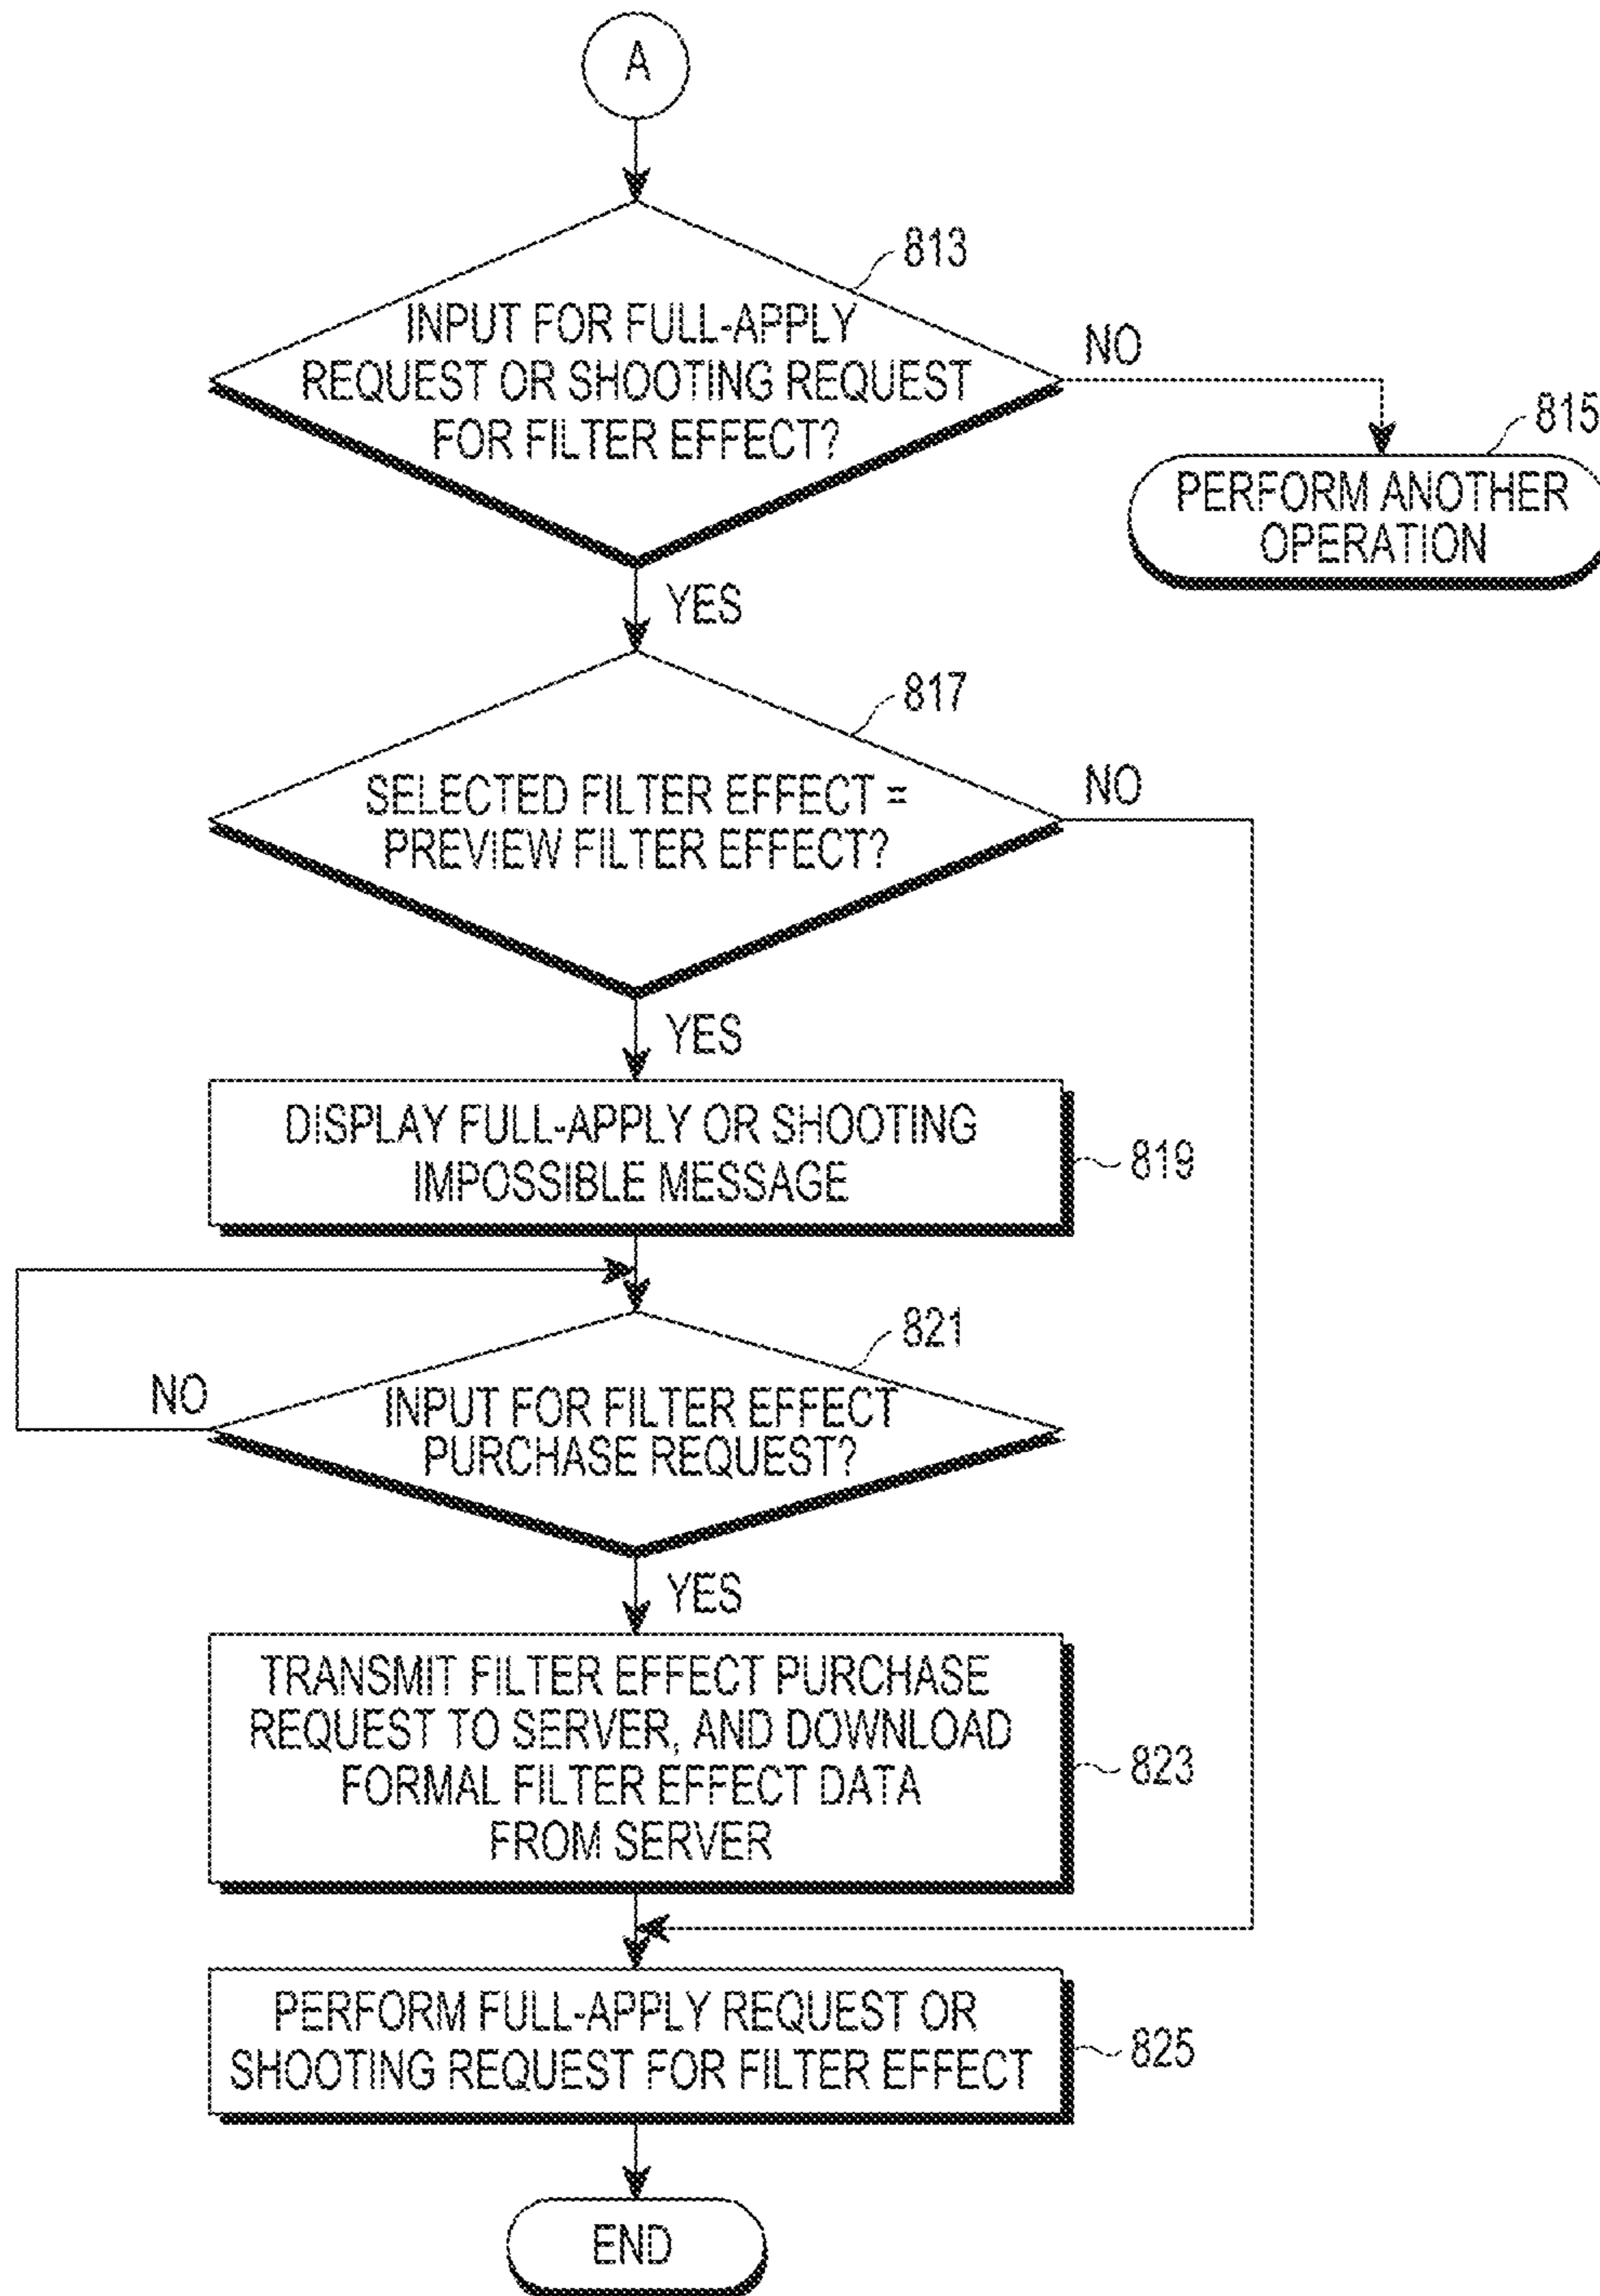 A
813
INPUT FOR FULL-APPLY
REQUEST OR SHOOTING REQUEST
FOR FILTER EFFECT?
NO
815
PERFORM ANOTHER
OPERATION
YES
817
SELECTED FILTER EFFECT =
PREVIEW FILTER EFFECT?
NO
YES
DISPLAY FULL-APPLY OR SHOOTING
IMPOSSIBLE MESSAGE
819
821
NO
INPUT FOR FILTER EFFECT
PURCHASE REQUEST?
YES
TRANSMIT FILTER EFFECT PURCHASE
REQUEST TO SERVER, AND DOWNLOAD
FORMAL FILTER EFFECT DATA
FROM SERVER
823
PERFORM FULL-APPLY REQUEST OR
SHOOTING REQUEST FOR FILTER EFFECT
825
END